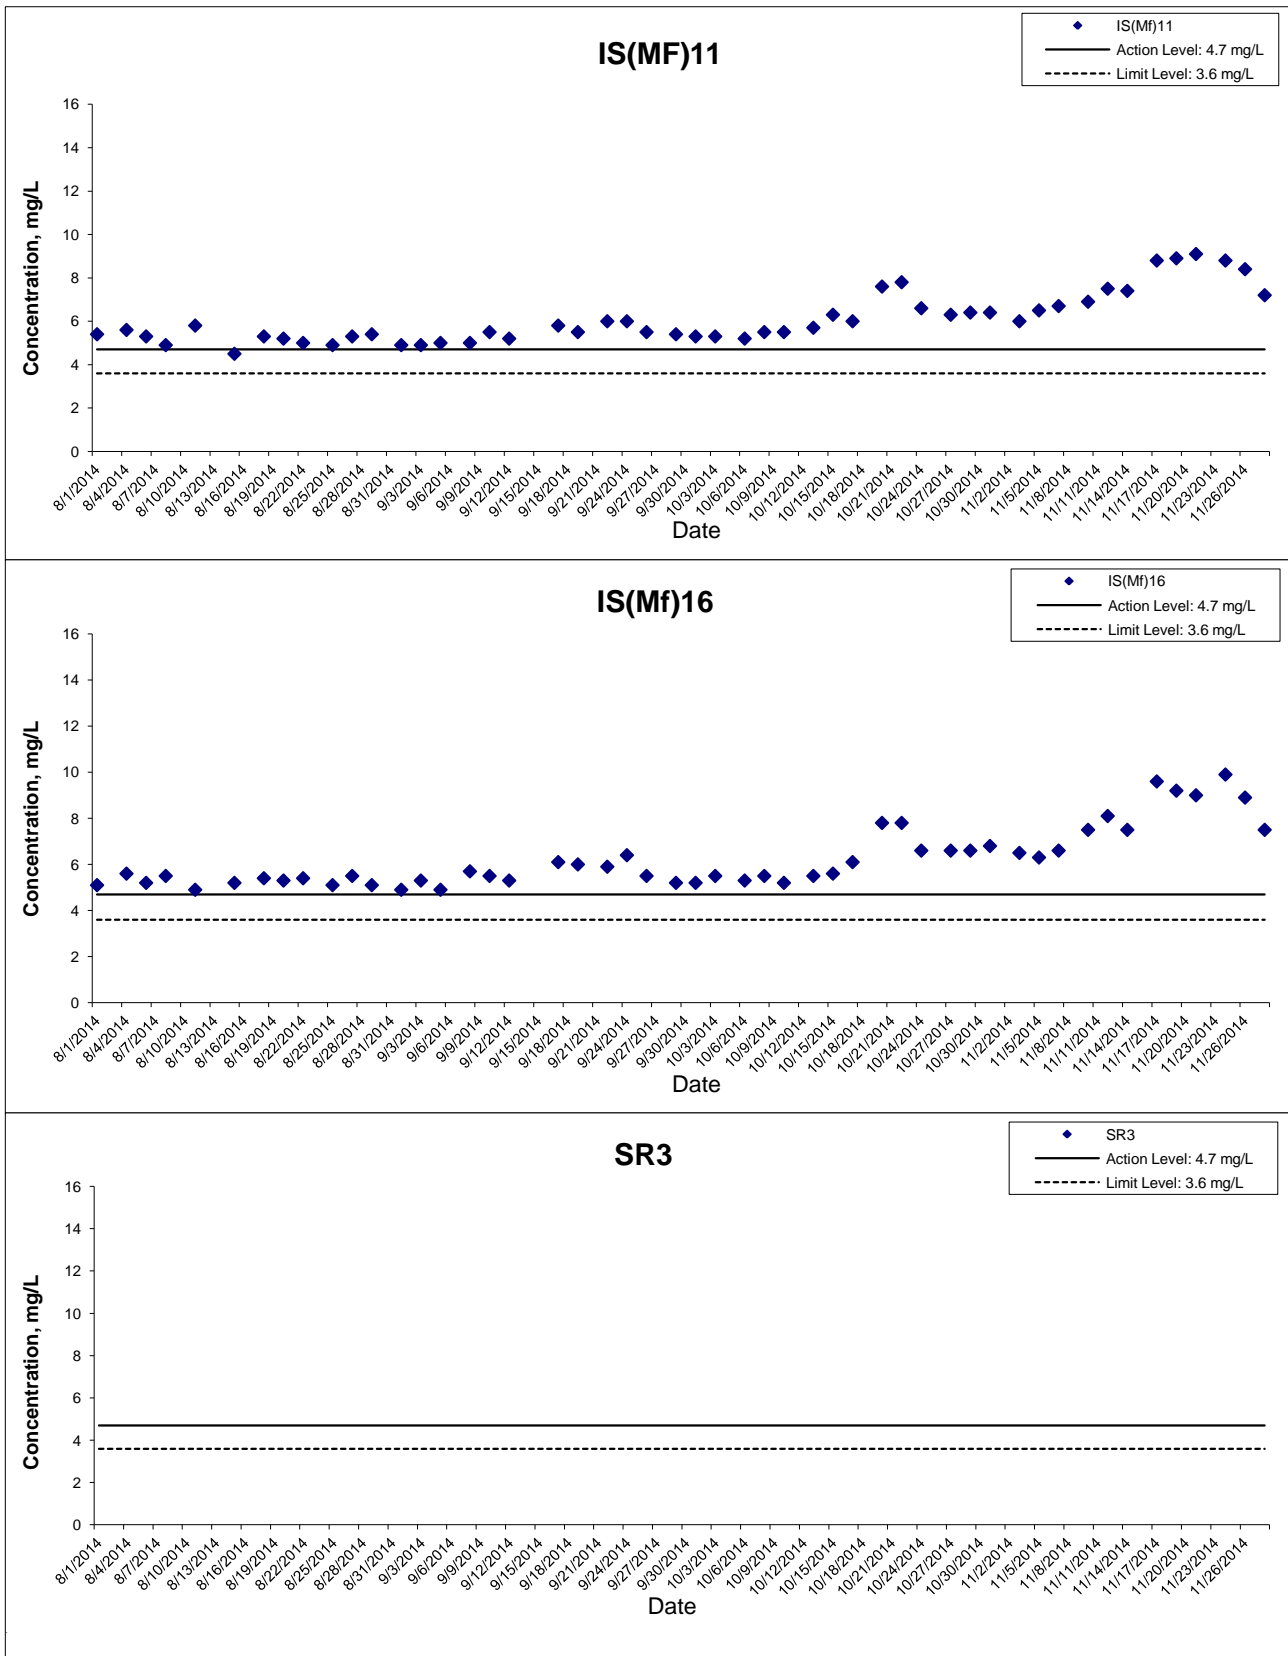 IS(MF)11
IS(Mf)11
Action Level: 4.7 mg/L
Limit Level: 3.6 mg/L
Concentration, mg/L
16
14
12
10
8
6
4
2
0
8/1/2014 8/4/2014 8/7/2014 8/10/2014 8/13/2014 8/16/2014 8/19/2014 8/22/2014 8/25/2014 8/28/2014 8/31/2014 9/3/2014 9/6/2014 9/9/2014 9/12/2014 9/15/2014 9/18/2014 9/21/2014 9/24/2014 9/27/2014 9/30/2014 10/3/2014 10/6/2014 10/9/2014 10/12/2014 10/15/2014 10/18/2014 10/21/2014 10/24/2014 10/27/2014 10/30/2014 11/2/2014 11/5/2014 11/8/2014 11/11/2014 11/14/2014 11/17/2014 11/20/2014 11/23/2014 11/26/2014
Date
IS(Mf)16
IS(Mf)16
Action Level: 4.7 mg/L
Limit Level: 3.6 mg/L
Concentration, mg/L
16
14
12
10
8
6
4
2
0
8/1/2014 8/4/2014 8/7/2014 8/10/2014 8/13/2014 8/16/2014 8/19/2014 8/22/2014 8/25/2014 8/28/2014 8/31/2014 9/3/2014 9/6/2014 9/9/2014 9/12/2014 9/15/2014 9/18/2014 9/21/2014 9/24/2014 9/27/2014 9/30/2014 10/3/2014 10/6/2014 10/9/2014 10/12/2014 10/15/2014 10/18/2014 10/21/2014 10/24/2014 10/27/2014 10/30/2014 11/2/2014 11/5/2014 11/8/2014 11/11/2014 11/14/2014 11/17/2014 11/20/2014 11/23/2014 11/26/2014
Date
SR3
SR3
Action Level: 4.7 mg/L
Limit Level: 3.6 mg/L
Concentration, mg/L
16
14
12
10
8
6
4
2
0
8/1/2014 8/4/2014 8/7/2014 8/10/2014 8/13/2014 8/16/2014 8/19/2014 8/22/2014 8/25/2014 8/28/2014 8/31/2014 9/3/2014 9/6/2014 9/9/2014 9/12/2014 9/15/2014 9/18/2014 9/21/2014 9/24/2014 9/27/2014 9/30/2014 10/3/2014 10/6/2014 10/9/2014 10/12/2014 10/15/2014 10/18/2014 10/21/2014 10/24/2014 10/27/2014 10/30/2014 11/2/2014 11/5/2014 11/8/2014 11/11/2014 11/14/2014 11/17/2014 11/20/2014 11/23/2014 11/26/2014
Date